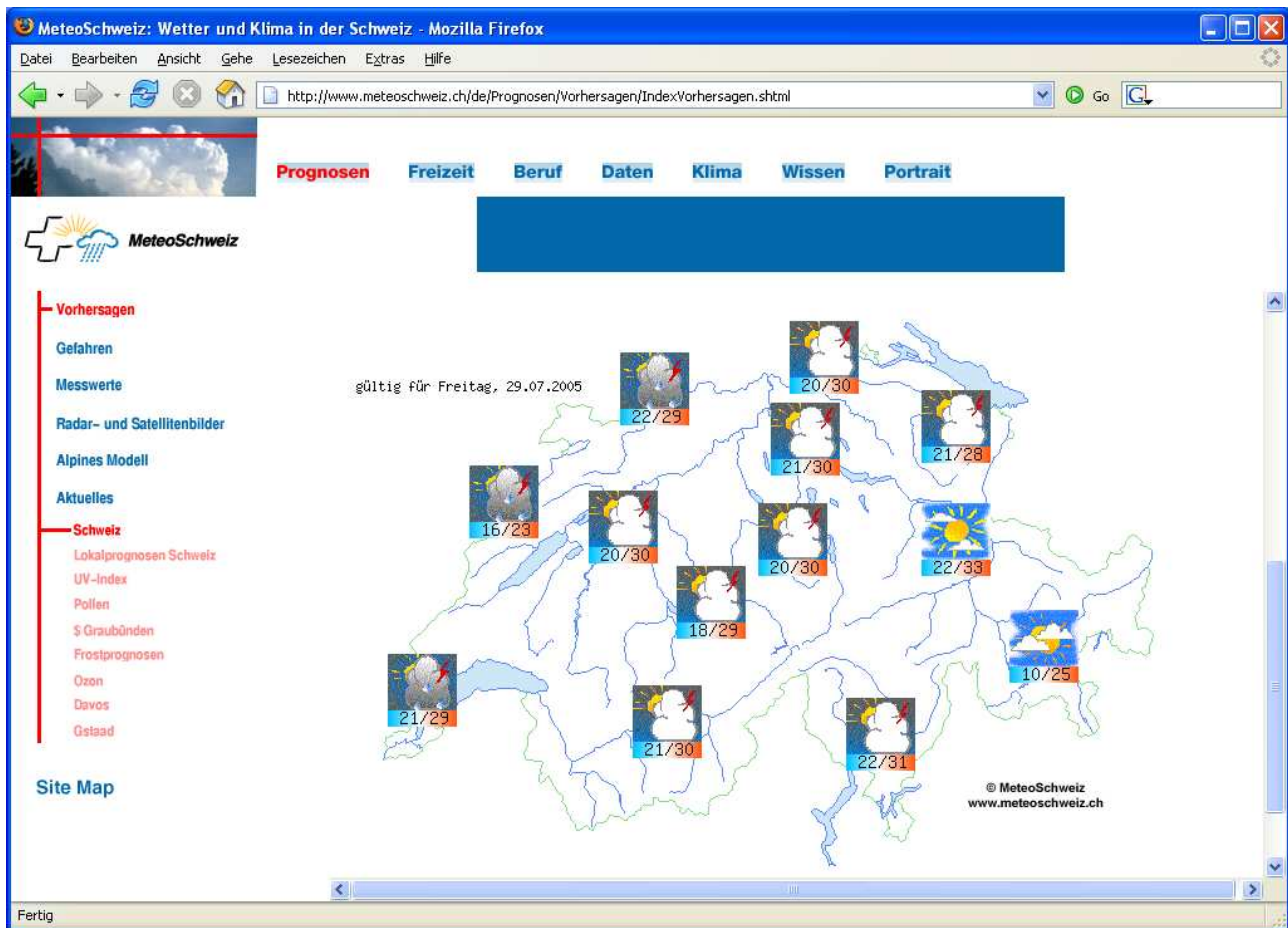 MeteoSchweiz: Wetter und Klima in der Schweiz - Mozilla Firefox
Datei Bearbeiten Ansicht Gehe Lesezeichen Extras Hilfe
http://www.meteoschweiz.ch/de/Prognosen/Vorhersagen/IndexVorhersagen.shtml Go G
Prognosen Freizeit Beruf Daten Klima Wissen Portrait
MeteoSchweiz
Vorhersagen
Gefahren
Messwerte
Radar- und Satellitenbilder
Alpines Modell
Aktuelles
Schweiz
Lokalprognosen Schweiz
UV-Index
Pollen
S Graubünden
Frostprognosen
Ozon
Davos
Gstaad
Site Map
gültig für Freitag, 29.07.2005
20/30
22/29
21/28
21/30
16/23
20/30
20/30
22/33
18/29
10/25
21/29
21/30
22/31
© MeteoSchweiz
www.meteoschweiz.ch
Fertig